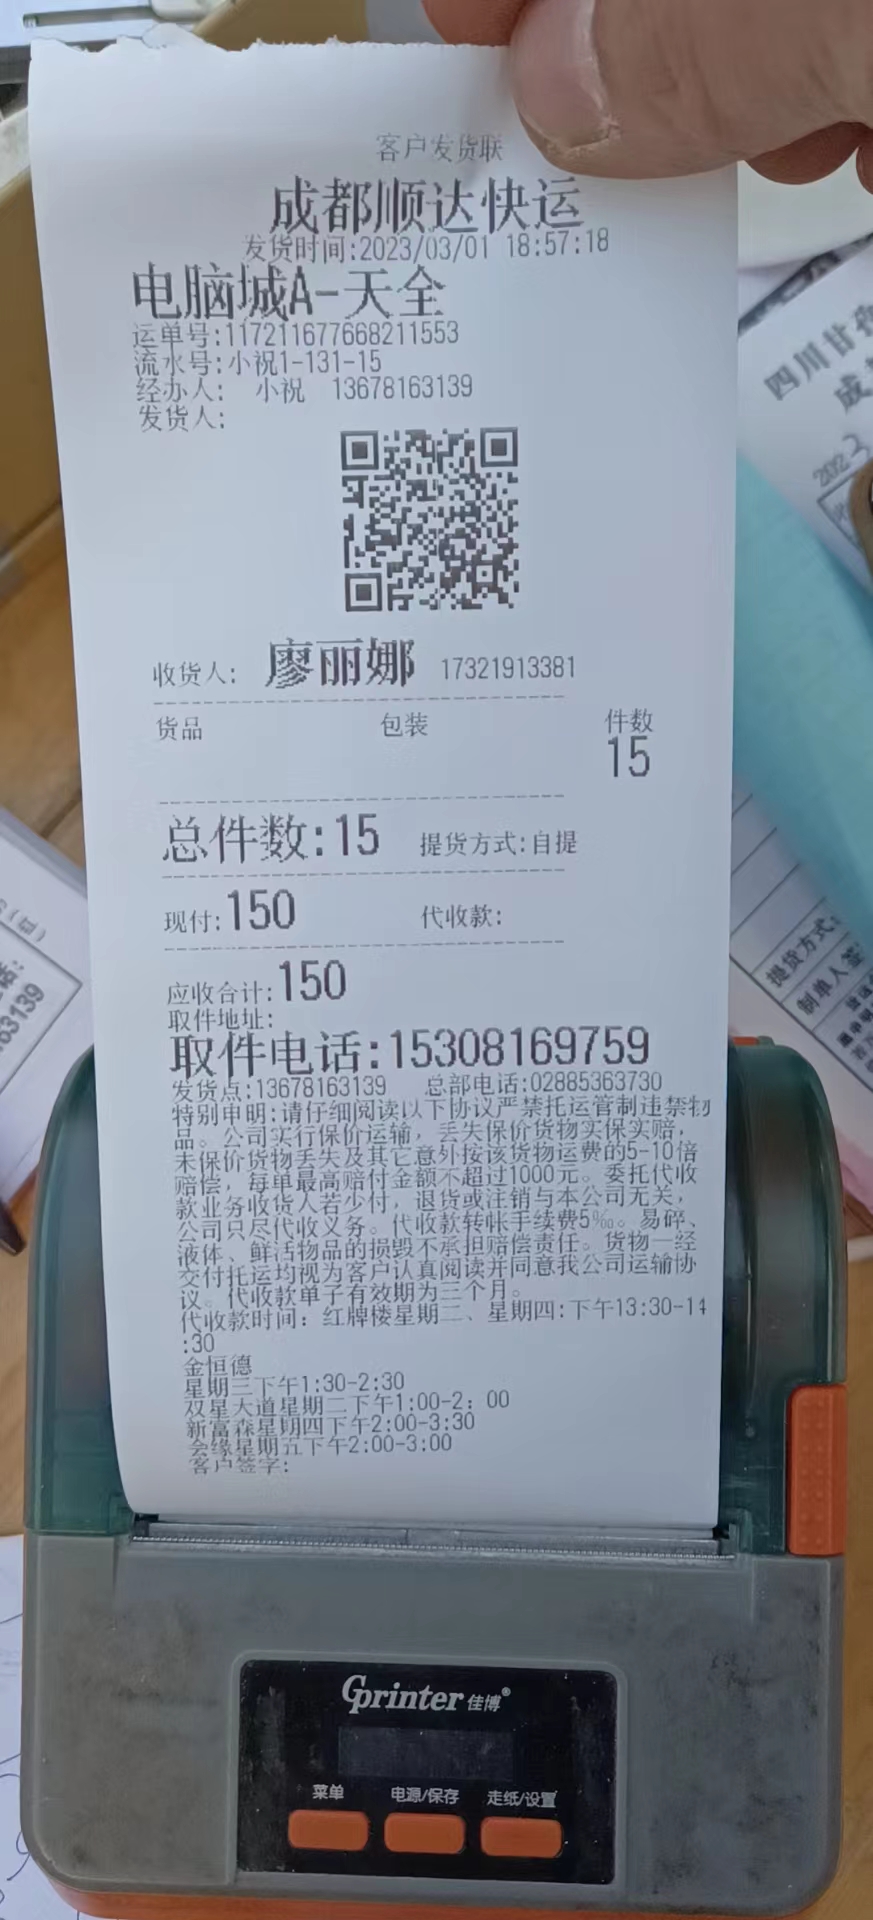 客户发货联
成都顺达快运
发货时间:2023/03/01 18:57:18
电脑城A-天全
运单号:1172116776682​11553
流水号:小祝1-131-15
经办人: 小祝 13678163139
发货人:
收货人: 廖丽娜 17321913381
货品 包装 件数
15
总件数:15 提货方式:自提
现付:150 代收款:
应收合计:150
取件地址:
取件电话:15308169759
发货点:13678163139 总部电话:02885363730
特别申明:请仔细阅读以下协议严禁托运管制违禁物
品。公司实行保价运输，丢失保价货物实保实赔，
未保价货物丢失及其它意外按该货物运费的5-10倍
赔偿，每单最高赔付金额不超过1000元。委托代收
款业务收货人若少付，退货或注销与本公司无关，
公司只尽代收义务。代收款转帐手续费5‰。易碎、
液体、鲜活物品的损毁不承担赔偿责任。货物一经
交付托运均视为客户认真阅读并同意我公司运输协
议。代收款单子有效期为三个月。
代收款时间: 红牌楼星期二、星期四:下午13:30-14
:30
金恒德
星期三下午1:30-2:30
双星大道星期二下午1:00-2：00
新富森星期四下午2:00-3:30
会缘星期五下午2:00-3:00
客户签字:
Gprinter 佳博®
菜单 电源/保存 走纸/设置
四川甘孜
成
2023
提货方式:
制单人签
63139